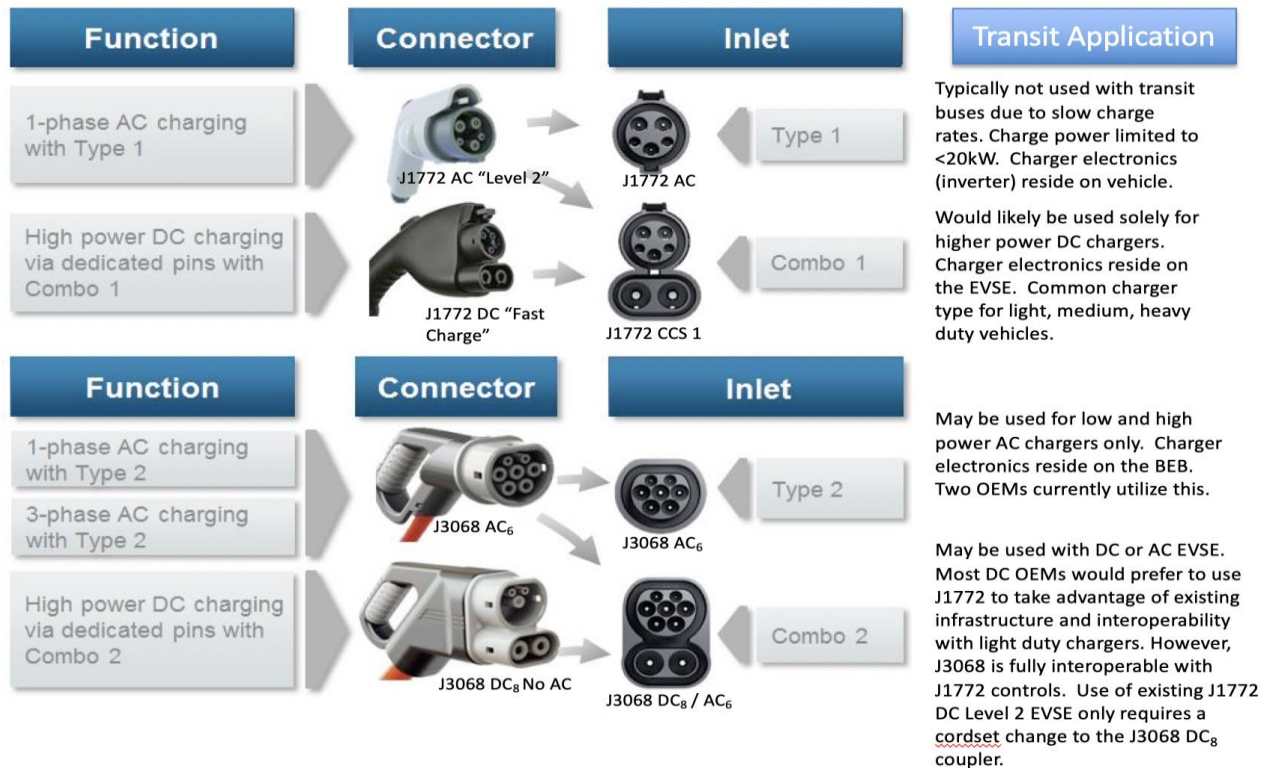 Function
Connector
Inlet
Transit Application
1-phase AC charging
with Type 1
J1772 AC “Level 2”
J1772 AC
Type 1
Typically not used with transit
buses due to slow charge
rates. Charge power limited to
<20kW. Charger electronics
(inverter) reside on vehicle.
High power DC charging
via dedicated pins with
Combo 1
J1772 DC “Fast
Charge”
J1772 CCS 1
Combo 1
Would likely be used solely for
higher power DC chargers.
Charger electronics reside on
the EVSE. Common charger
type for light, medium, heavy
duty vehicles.
Function
Connector
Inlet
1-phase AC charging
with Type 2
3-phase AC charging
with Type 2
J3068 AC₆
J3068 AC₆
Type 2
May be used for low and high
power AC chargers only. Charger
electronics reside on the BEB.
Two OEMs currently utilize this.
High power DC charging
via dedicated pins with
Combo 2
J3068 DC₈ No AC
J3068 DC₈ / AC₆
Combo 2
May be used with DC or AC EVSE.
Most DC OEMs would prefer to use
J1772 to take advantage of existing
infrastructure and interoperability
with light duty chargers. However,
J3068 is fully interoperable with
J1772 controls. Use of existing J1772
DC Level 2 EVSE only requires a
cordset change to the J3068 DC₈
coupler.